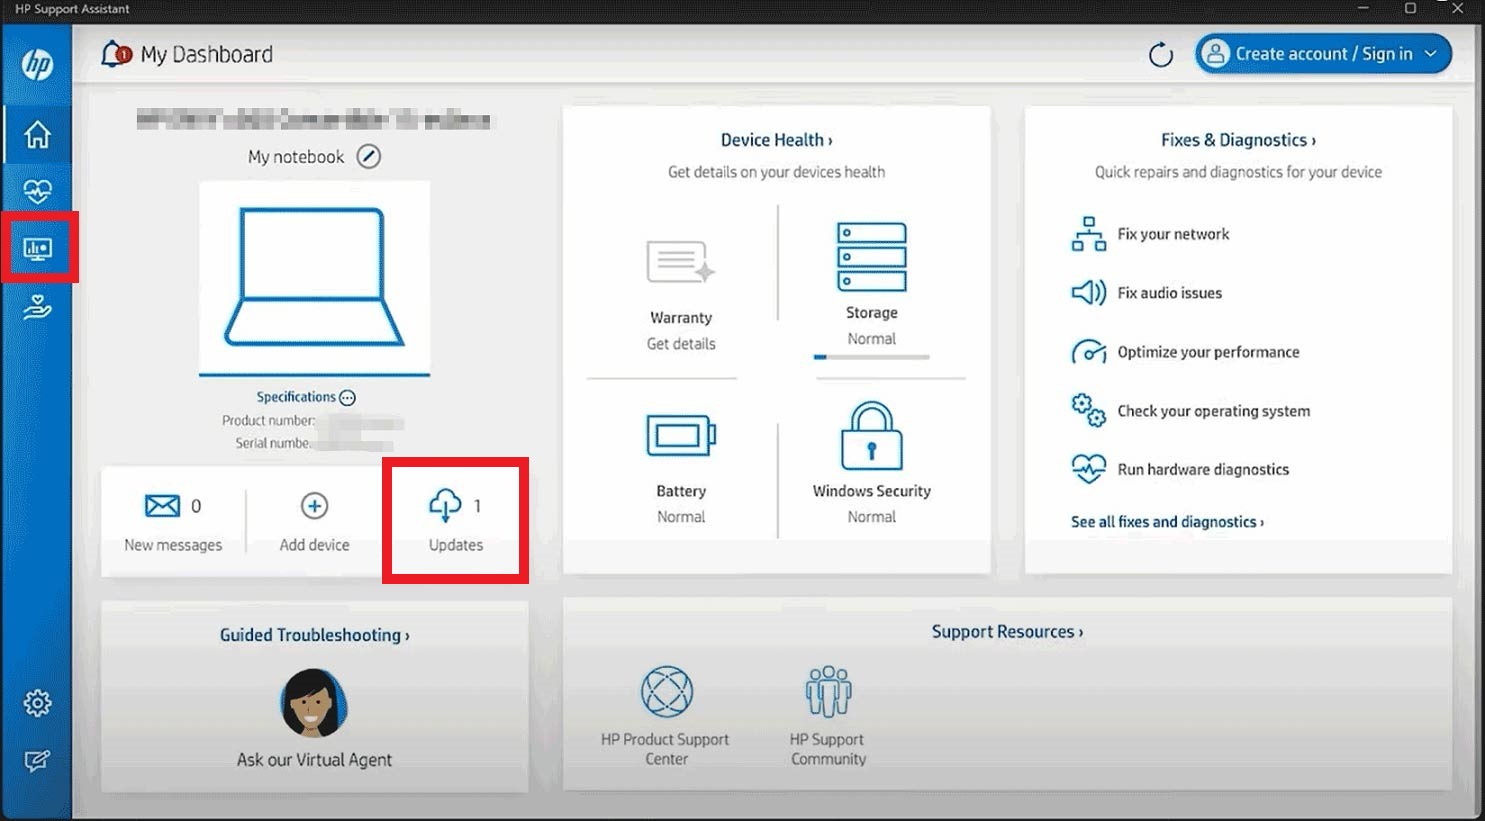 HP Support Assistant
hp
1
My Dashboard
Create account / Sign in
My notebook
Specifications
Product number:
Serial numbe
0
New messages
Add device
1
Updates
Device Health ›
Get details on your devices health
Warranty
Get details
Storage
Normal
Battery
Normal
Windows Security
Normal
Fixes & Diagnostics ›
Quick repairs and diagnostics for your device
Fix your network
Fix audio issues
Optimize your performance
Check your operating system
Run hardware diagnostics
See all fixes and diagnostics ›
Guided Troubleshooting ›
Ask our Virtual Agent
Support Resources ›
HP Product Support
Center
HP Support
Community